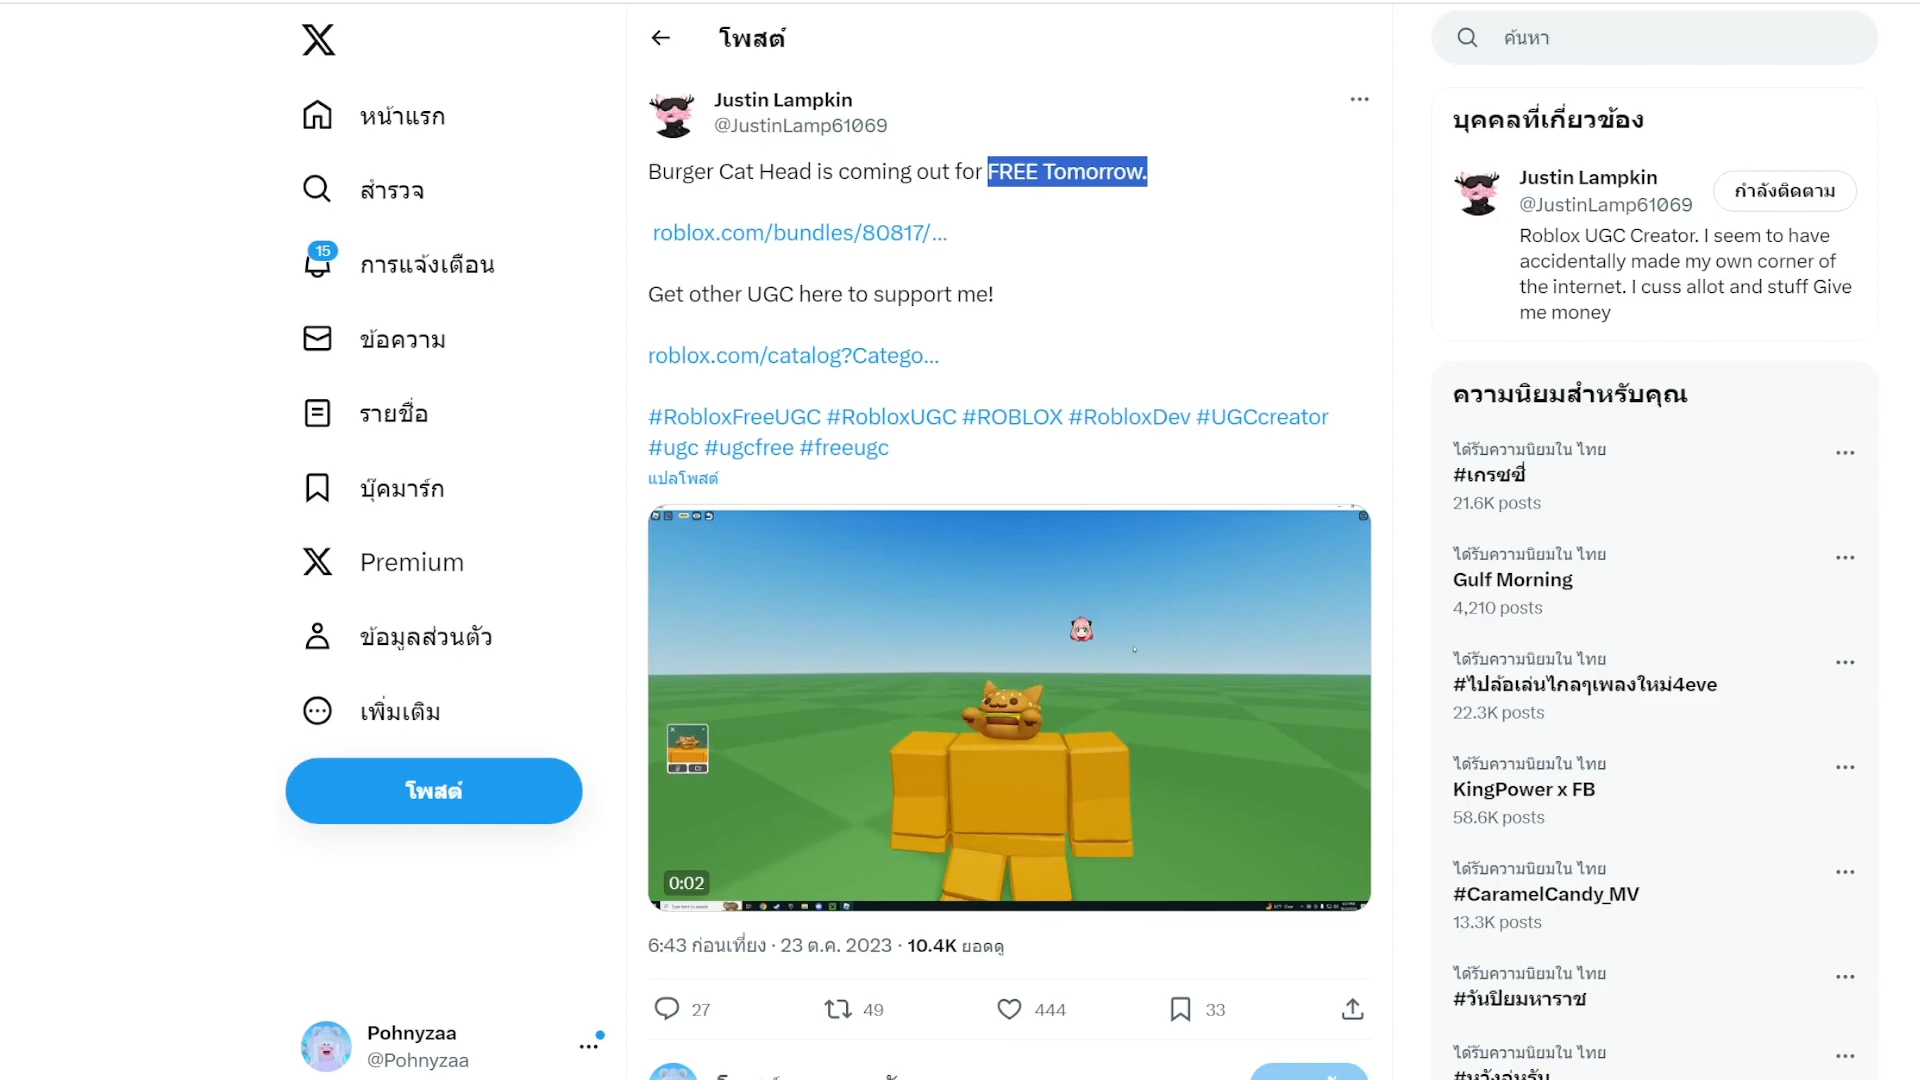 หน้าแรก
สำรวจ
15
การแจ้งเตือน
ข้อความ
รายชื่อ
บุ๊คมาร์ก
Premium
ข้อมูลส่วนตัว
เพิ่มเติม
โพสต์
Pohnyzaa
@Pohnyzaa
โพสต์
Justin Lampkin
@JustinLamp61069
Burger Cat Head is coming out for FREE Tomorrow.
roblox.com/bundles/80817/...
Get other UGC here to support me!
roblox.com/catalog?Catego...
#RobloxFreeUGC #RobloxUGC #ROBLOX #RobloxDev #UGCcreator
#ugc #ugcfree #freeugc
แปลโพสต์
0:02
6:43 ก่อนเที่ยง · 23 ต.ค. 2023 · 10.4K ยอดดู
27
49
444
33
ค้นหา
บุคคลที่เกี่ยวข้อง
Justin Lampkin
@JustinLamp61069
กำลังติดตาม
Roblox UGC Creator. I seem to have
accidentally made my own corner of
the internet. I cuss allot and stuff Give
me money
ความนิยมสำหรับคุณ
ได้รับความนิยมใน ไทย
#เกรซซี่
21.6K posts
ได้รับความนิยมใน ไทย
Gulf Morning
4,210 posts
ได้รับความนิยมใน ไทย
#ไปล้อเล่นไกลๆเพลงใหม่4eve
22.3K posts
ได้รับความนิยมใน ไทย
KingPower x FB
58.6K posts
ได้รับความนิยมใน ไทย
#CaramelCandy_MV
13.3K posts
ได้รับความนิยมใน ไทย
#วันปิยมหาราช
ได้รับความนิยมใน ไทย